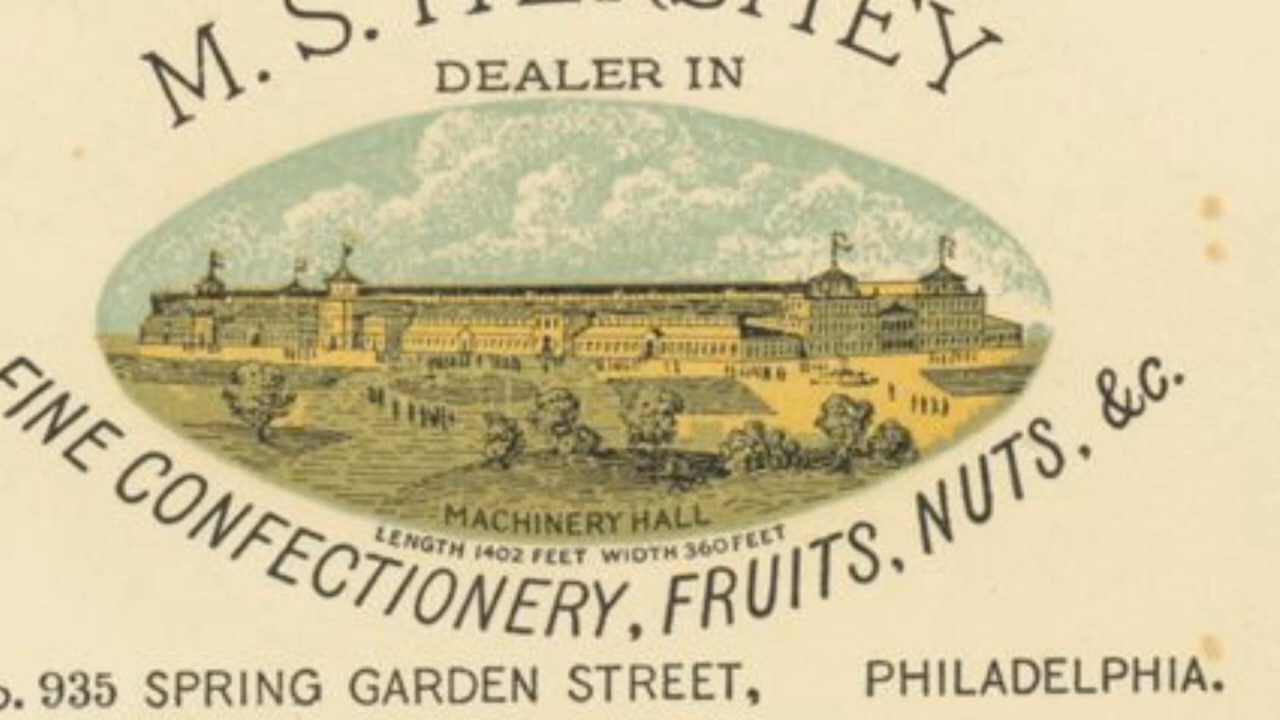 M. S. HERSHEY
DEALER IN
MACHINERY HALL
LENGTH 1402 FEET WIDTH 360 FEET
FINE CONFECTIONERY, FRUITS, NUTS, &c.
o. 935 SPRING GARDEN STREET, PHILADELPHIA.